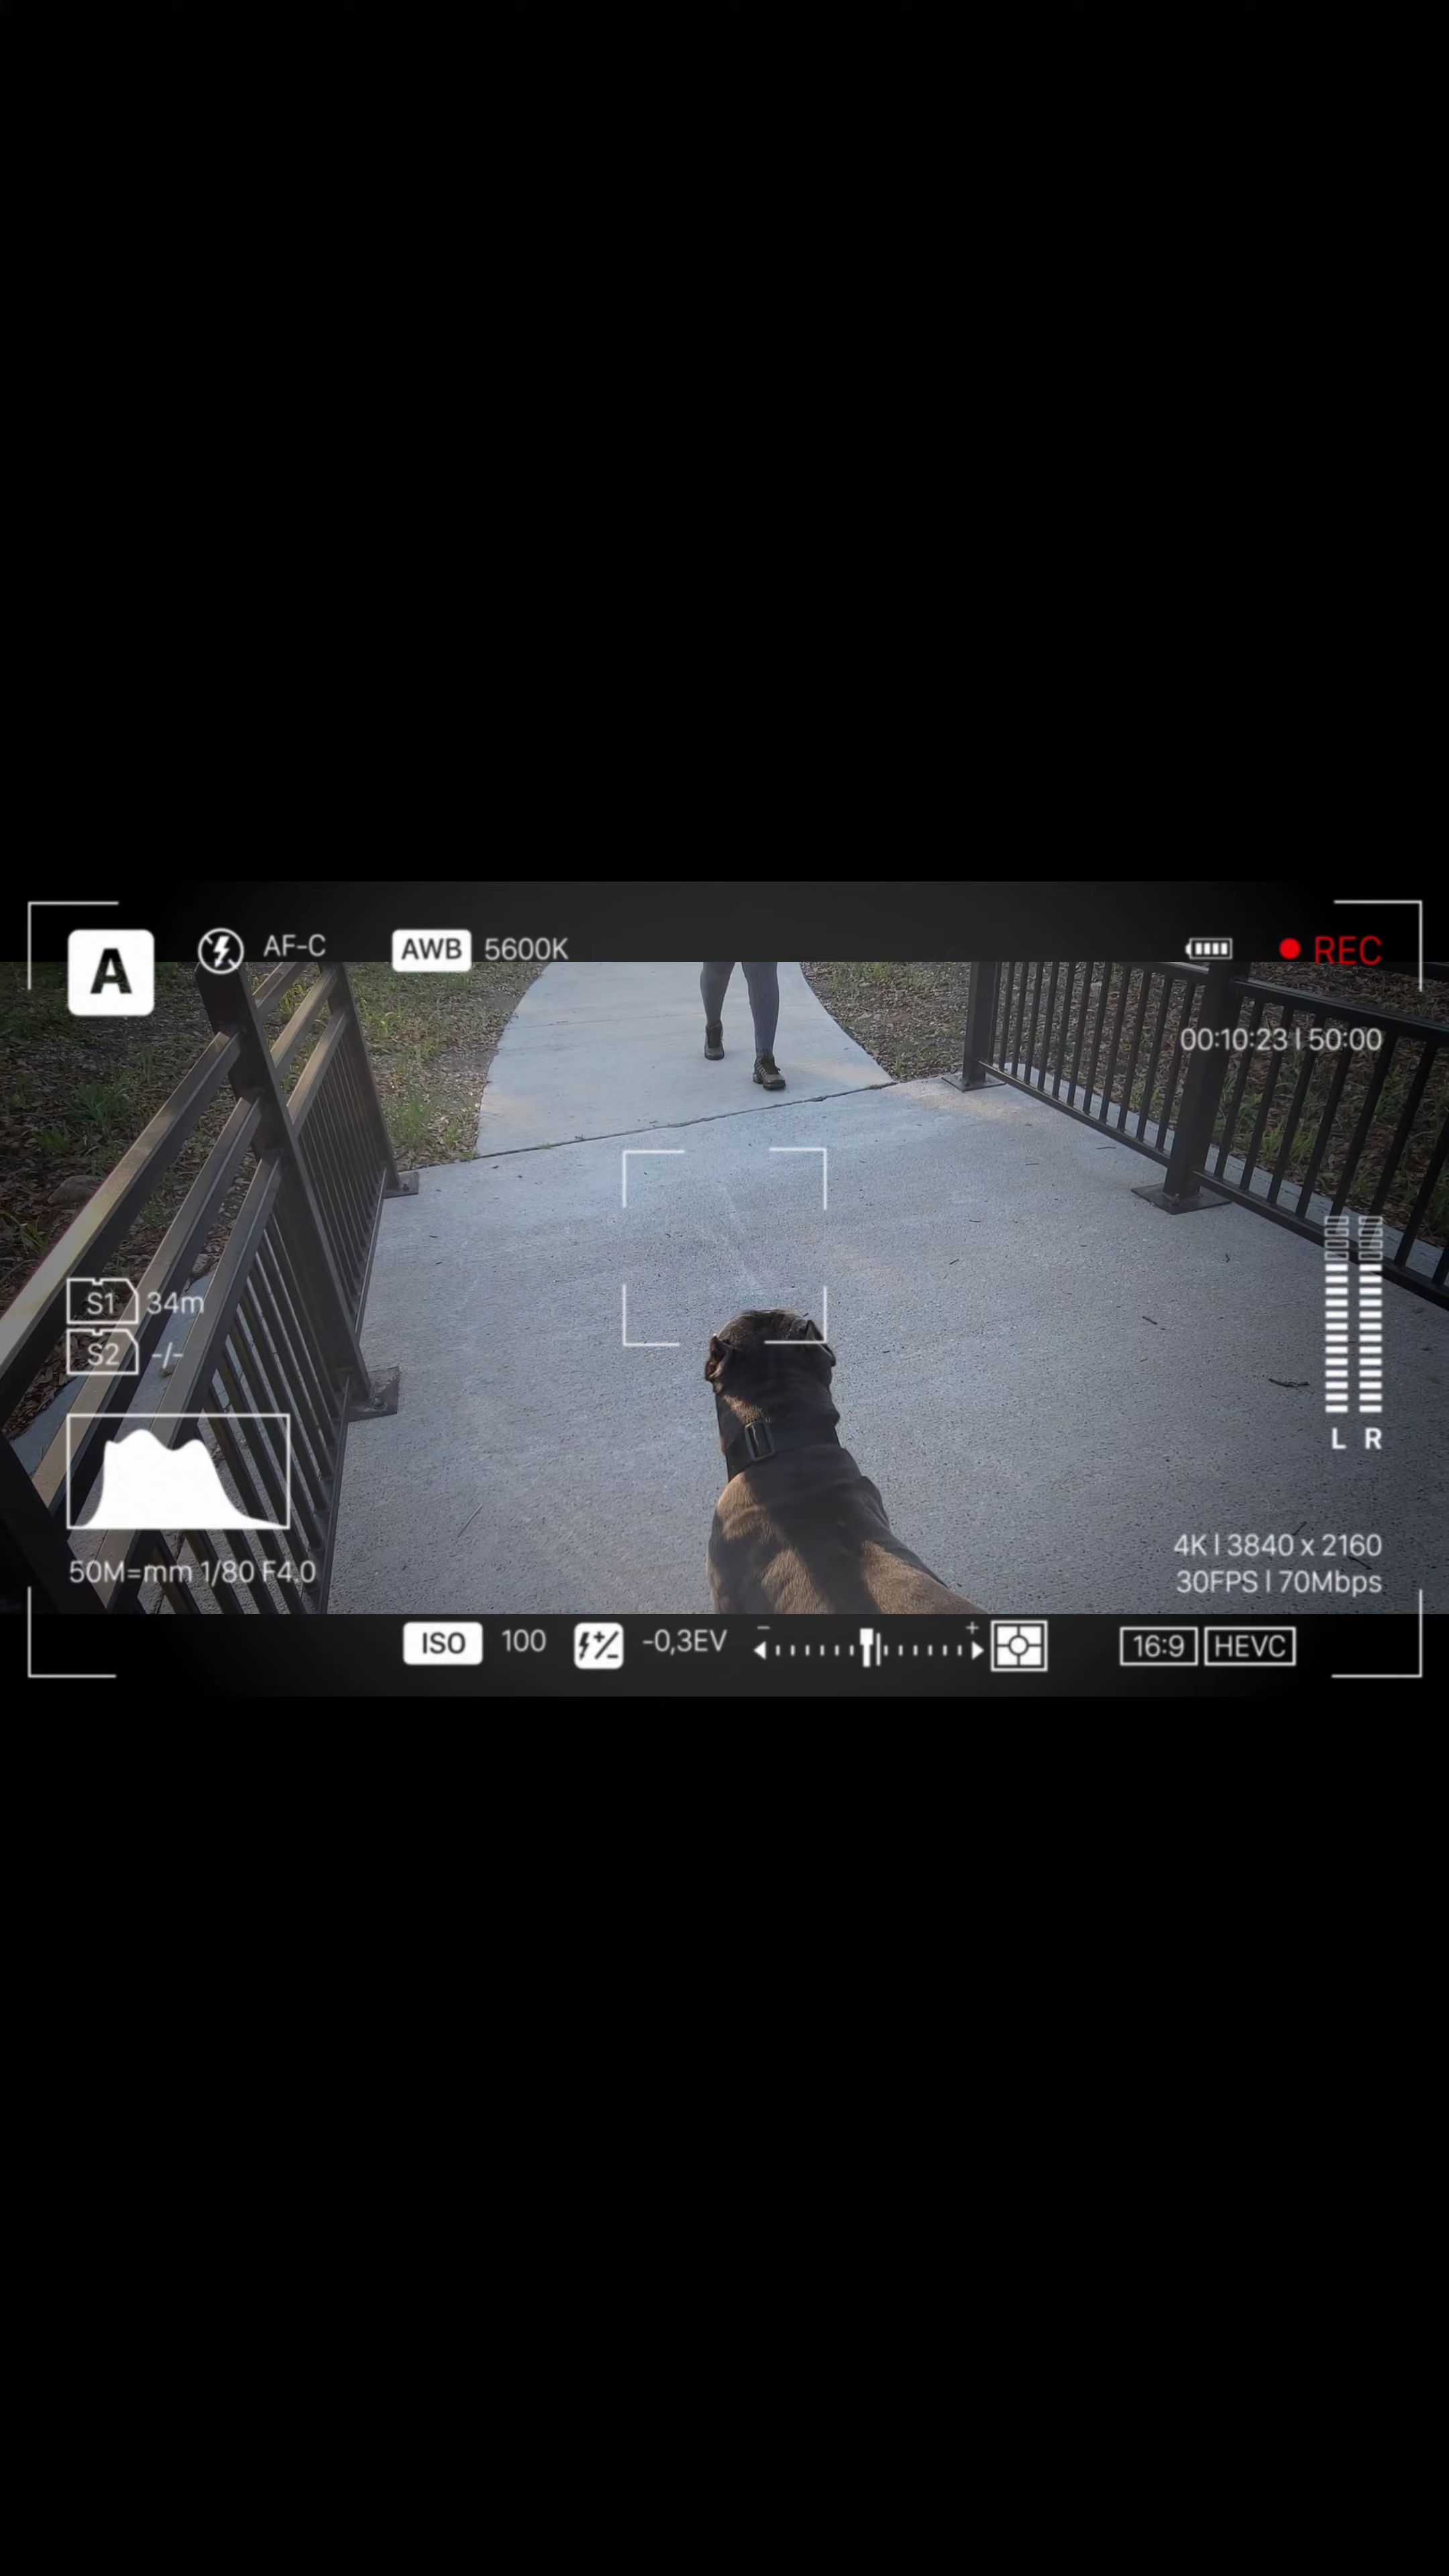 A AF-C AWB 5600K REC
00:10:23 | 50:00
S1 34m
S2 -/-
L R
50M=mm 1/80 F4.0
4K | 3840 x 2160
30FPS | 70Mbps
ISO 100 -0,3EV - + 16:9 HEVC